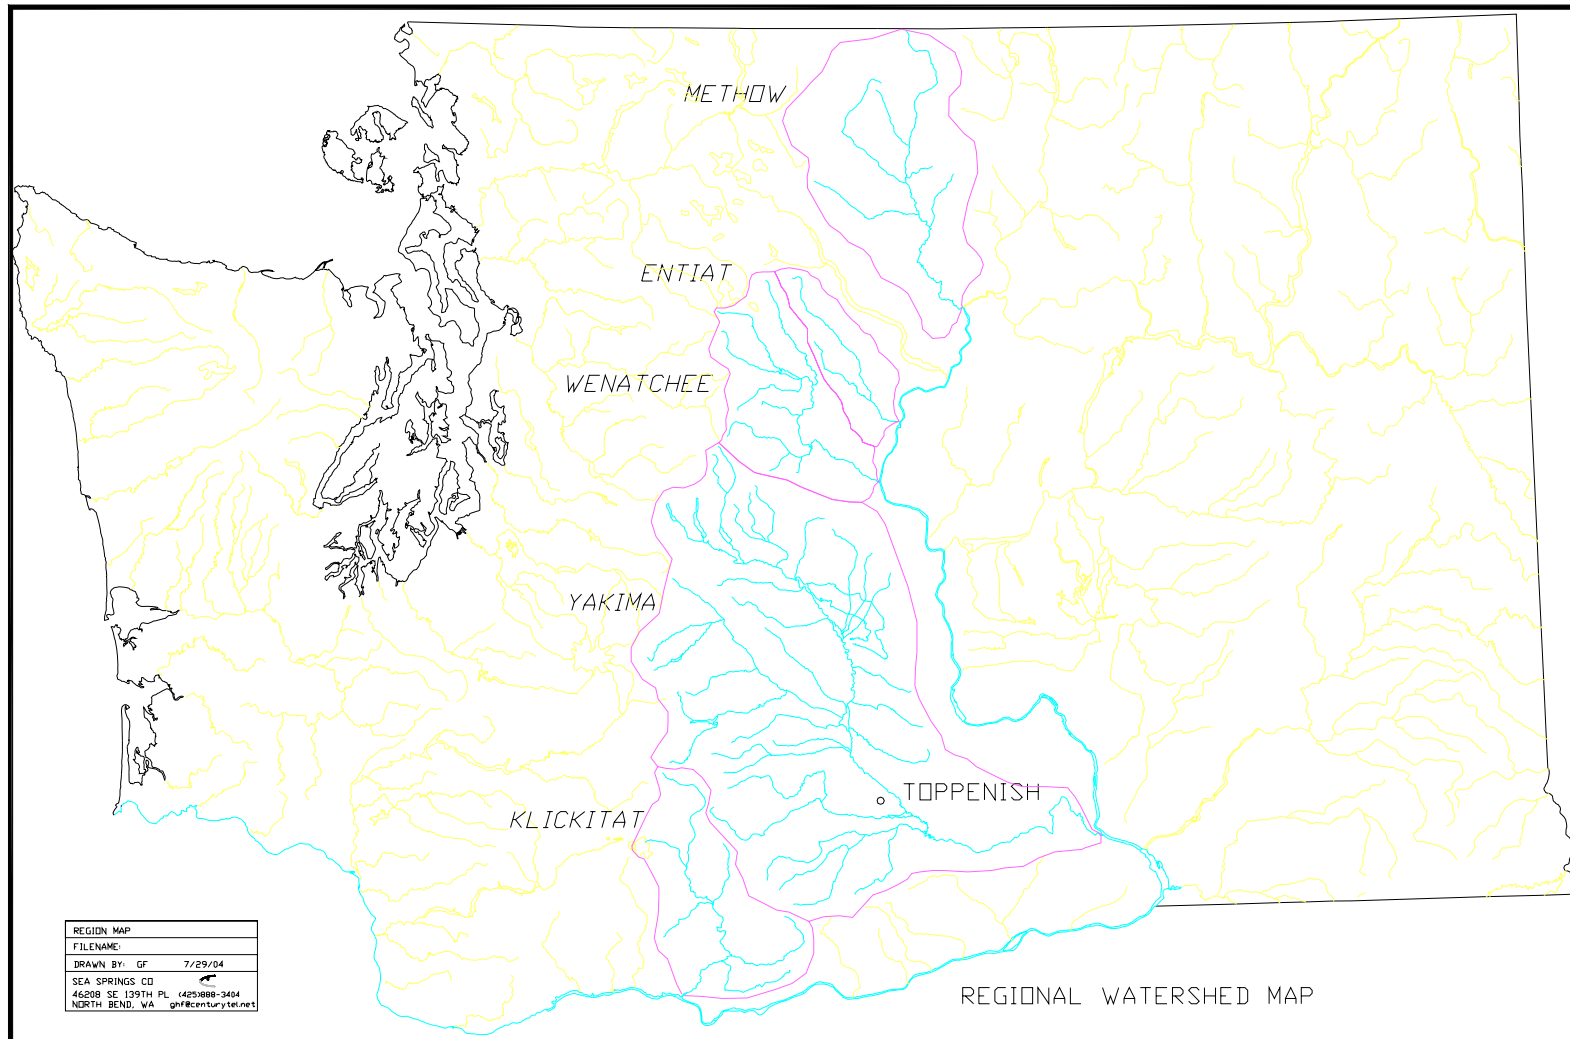 METHOW
ENTIAT
WENATCHEE
YAKIMA
TOPPENISH
KLICKITAT
REGION MAP
FILENAME:
DRAWN BY: GF 7/29/04
SEA SPRINGS CO
46208 SE 139TH PL (425)888-3404
NORTH BEND, WA ghf@centurytel.net
REGIONAL WATERSHED MAP